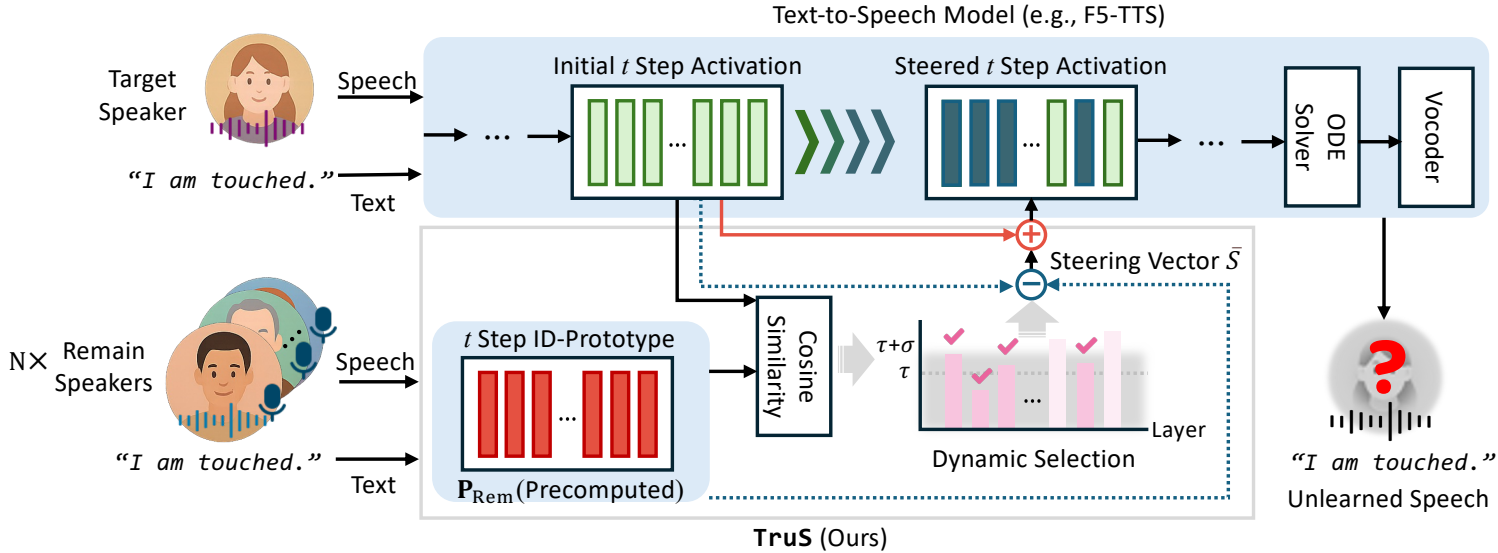 Text-to-Speech Model (e.g., F5-TTS)
Target
Speaker
Speech
"I am touched."
Text
...
Initial t Step Activation
...
Steered t Step Activation
...
...
ODE
Solver
Vocoder
Steering Vector S̄
N× Remain
Speakers
Speech
"I am touched."
Text
t Step ID-Prototype
...
P_Rem (Precomputed)
Cosine
Similarity
τ+σ
τ
...
Layer
Dynamic Selection
?
"I am touched."
Unlearned Speech
TruS (Ours)